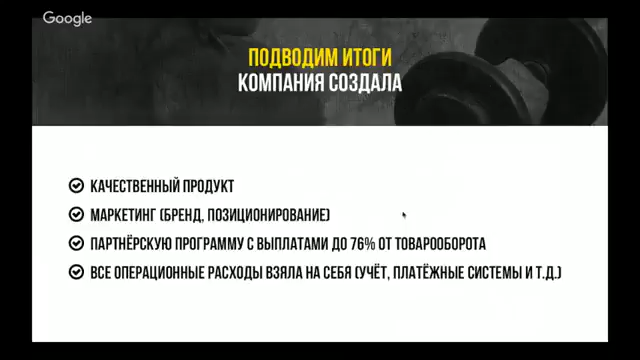 Google
ПОДВОДИМ ИТОГИ
КОМПАНИЯ СОЗДАЛА
КАЧЕСТВЕННЫЙ ПРОДУКТ
МАРКЕТИНГ (БРЕНД, ПОЗИЦИОНИРОВАНИЕ)
ПАРТНЁРСКУЮ ПРОГРАММУ С ВЫПЛАТАМИ ДО 76% ОТ ТОВАРООБОРОТА
ВСЕ ОПЕРАЦИОННЫЕ РАСХОДЫ ВЗЯЛА НА СЕБЯ (УЧЁТ, ПЛАТЁЖНЫЕ СИСТЕМЫ И Т.Д.)